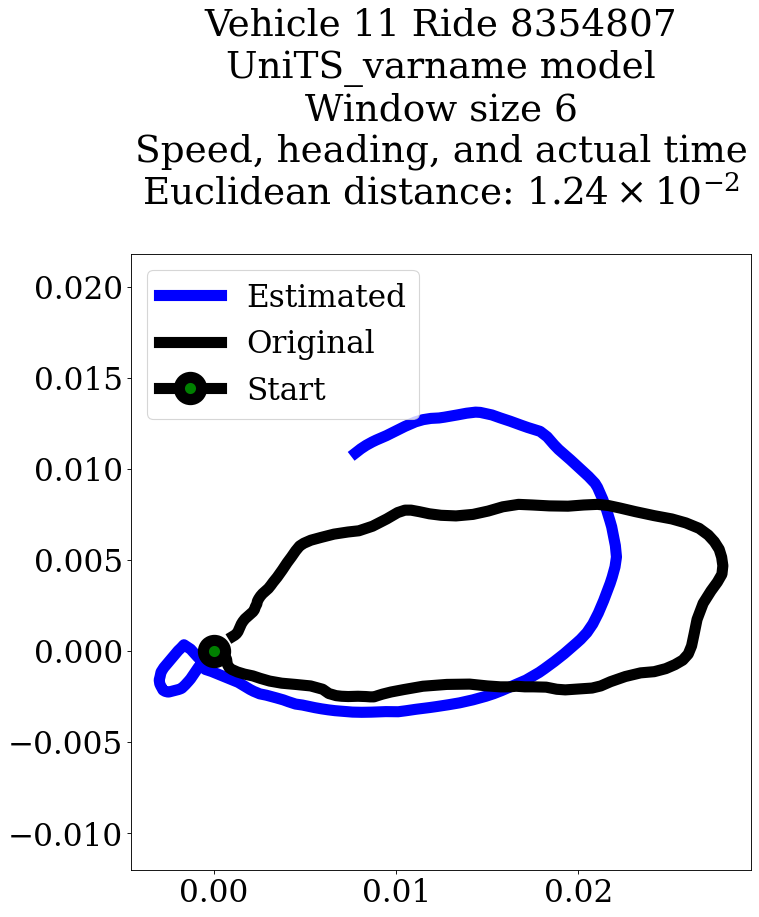 Vehicle 11 Ride 8354807
UniTS_varname model
Window size 6
Speed, heading, and actual time
Euclidean distance: 1.24 × 10⁻²
0.020
0.015
0.010
0.005
0.000
−0.005
−0.010
Estimated
Original
Start
0.00 0.01 0.02